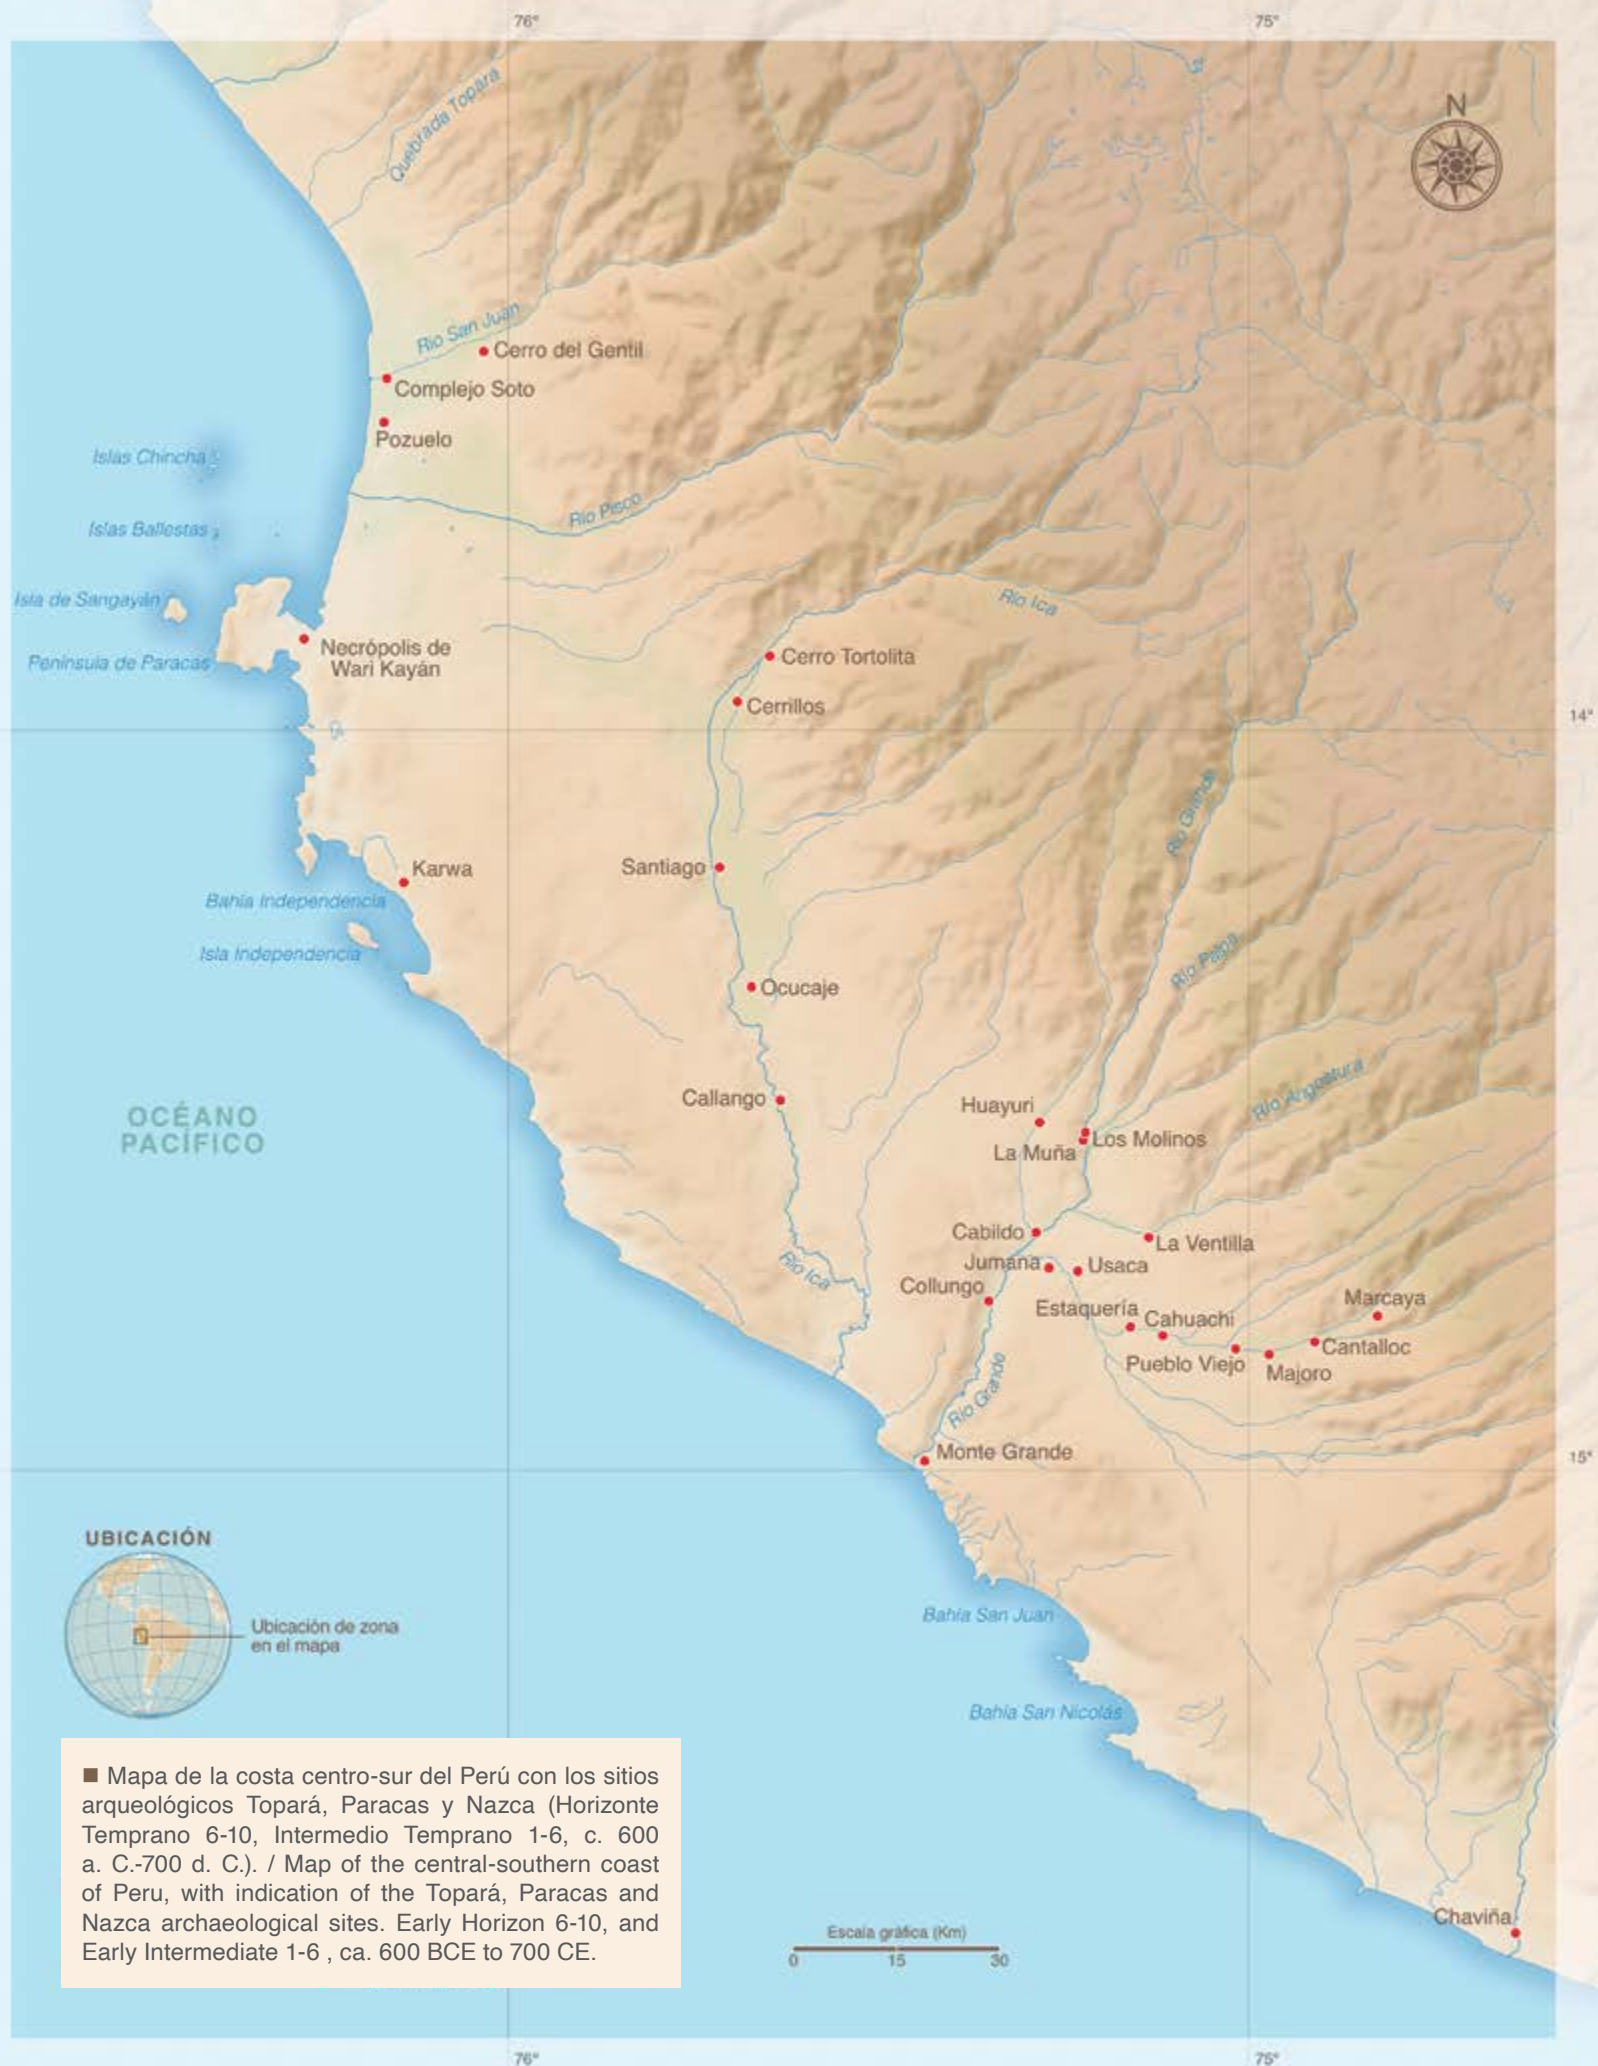 76°
75°
Quebrada Topará
N
Río San Juan
Cerro del Gentil
Complejo Soto
Pozuelo
Islas Chincha
Río Pisco
Islas Ballestas
Isla de Sangayán
Río Ica
Necrópolis de
Wari Kayán
Península de Paracas
Cerro Tortolita
Cerrillos
14°
Río Grande
Santiago
Karwa
Bahía Independencia
Isla Independencia
Río Palpa
Ocucaje
Callango
Huayuri
Río Angostura
OCÉANO
PACÍFICO
Los Molinos
La Muña
Cabildo
La Ventilla
Jumana
Usaca
Río Ica
Collungo
Estaquería
Cahuachi
Marcaya
Cantalloc
Pueblo Viejo
Majoro
Río Grande
Monte Grande
15°
UBICACIÓN
Ubicación de zona
en el mapa
Bahía San Juan
Bahía San Nicolás
■ Mapa de la costa centro-sur del Perú con los sitios
arqueológicos Topará, Paracas y Nazca (Horizonte
Temprano 6-10, Intermedio Temprano 1-6, c. 600
a. C.-700 d. C.). / Map of the central-southern coast
of Peru, with indication of the Topará, Paracas and
Nazca archaeological sites. Early Horizon 6-10, and
Early Intermediate 1-6 , ca. 600 BCE to 700 CE.
Chaviña
Escala gráfica (Km)
0 15 30
76°
75°